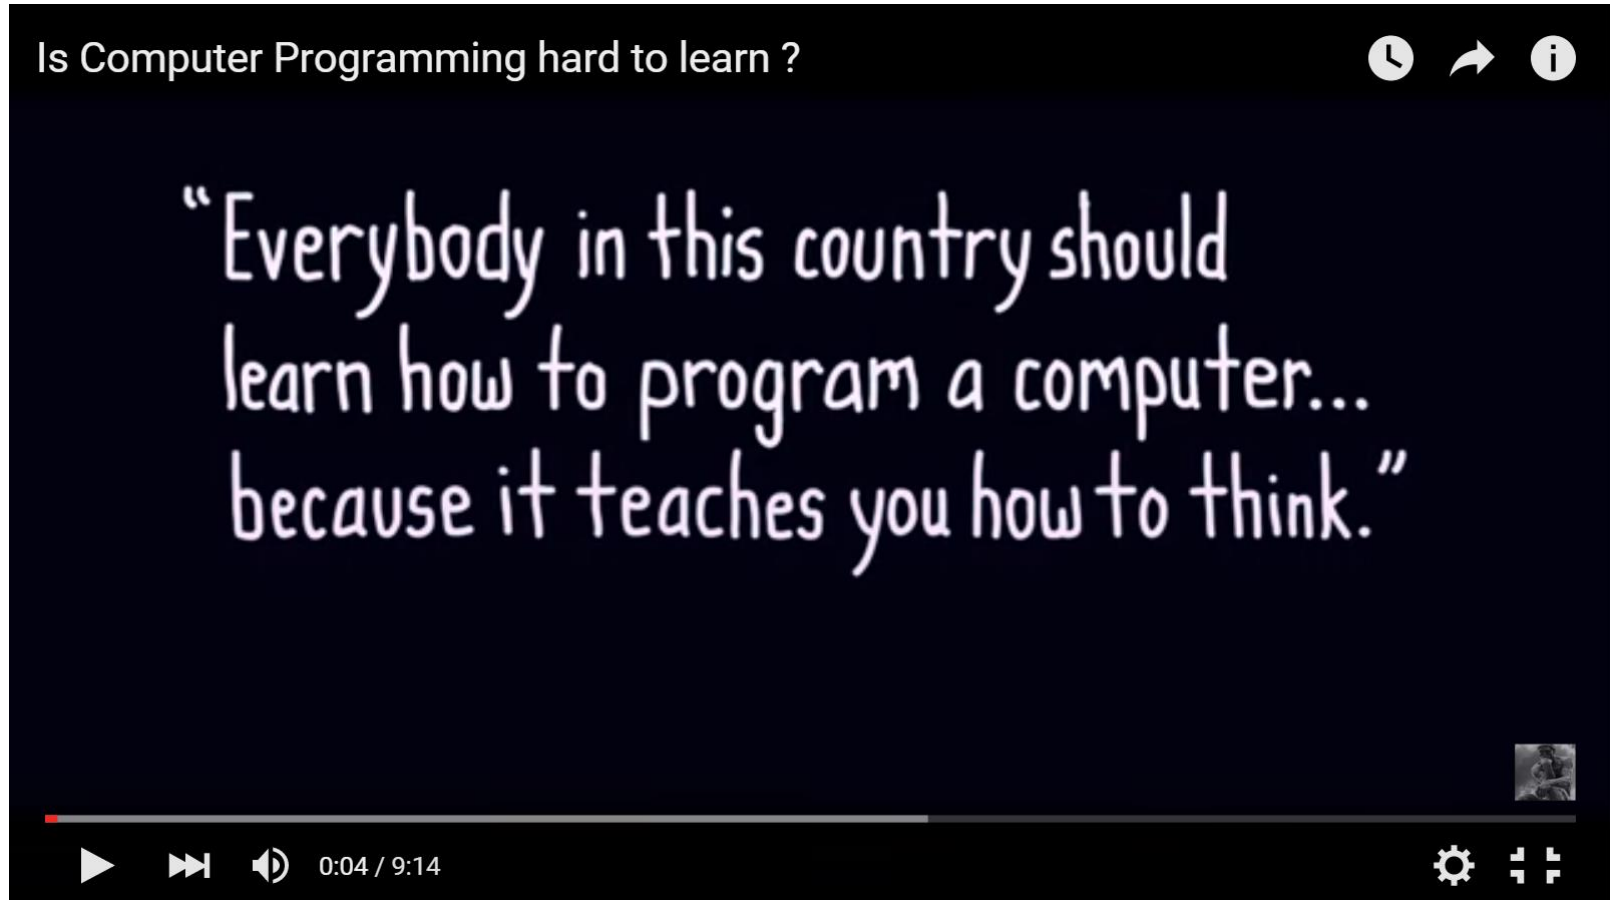 Is Computer Programming hard to learn ?
“Everybody in this country should
learn how to program a computer...
because it teaches you how to think.”
0:04 / 9:14